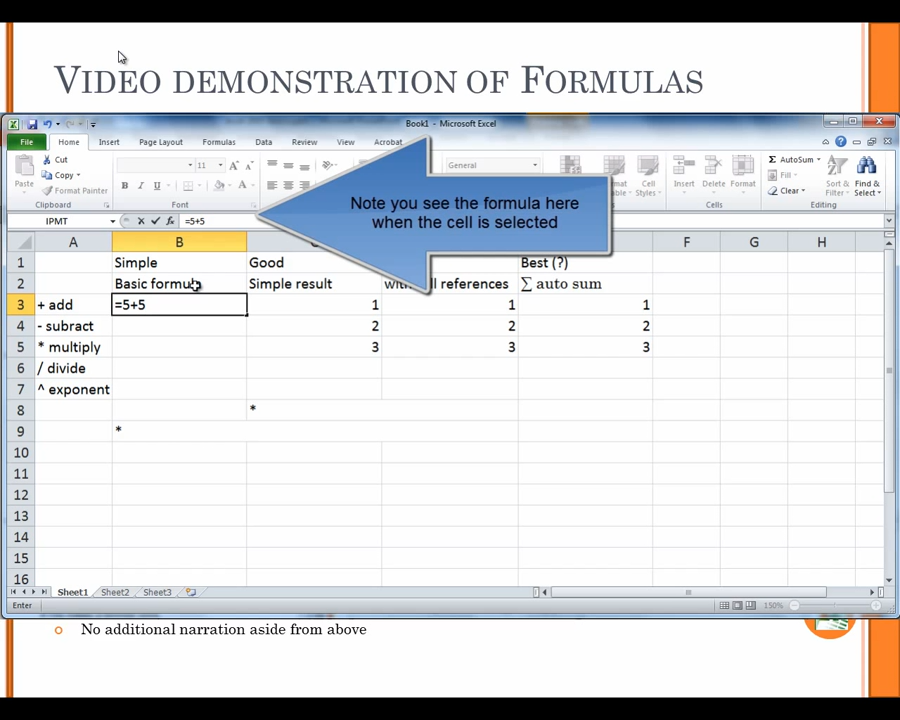 VIDEO DEMONSTRATION OF FORMULAS
Book1 - Microsoft Excel
File Home Insert Page Layout Formulas Data Review View Acrobat
Paste
Cut
Copy
Format Painter
Clipboard
11 A A
B I U
Font
General
Cell Styles
Insert Delete Format
Cells
Σ AutoSum
Fill
Clear
Sort & Filter
Find & Select
Editing
Note you see the formula here
when the cell is selected
IPMT fx =5+5
A B F G H
1 Simple Good Best (?)
2 Basic formula Simple result references ∑ auto sum
3 + add =5+5 1 1 1
4 - subract 2 2 2
5 * multiply 3 3 3
6 / divide
7 ^ exponent
8 *
9 *
10
11
12
13
14
15
16
Sheet1 Sheet2 Sheet3
Enter 150%
No additional narration aside from above